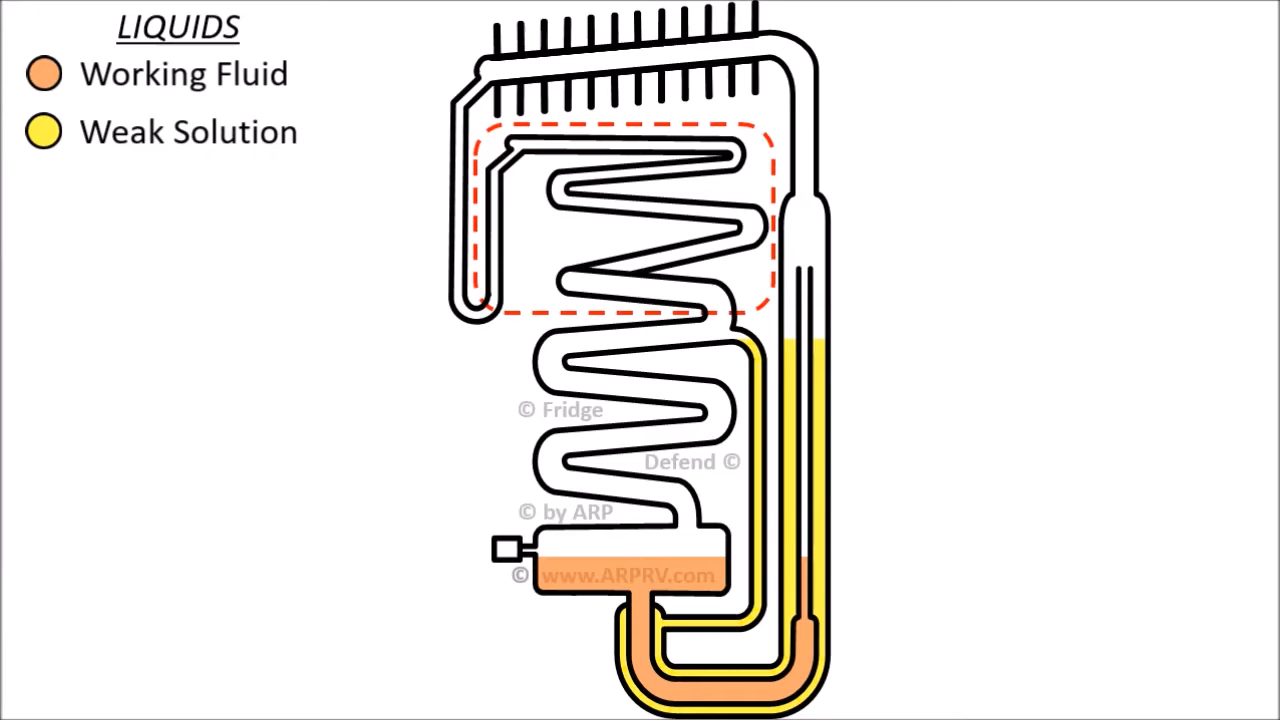 LIQUIDS
Working Fluid
Weak Solution
© Fridge
Defend ©
© by ARP
© www.ARPRV.com